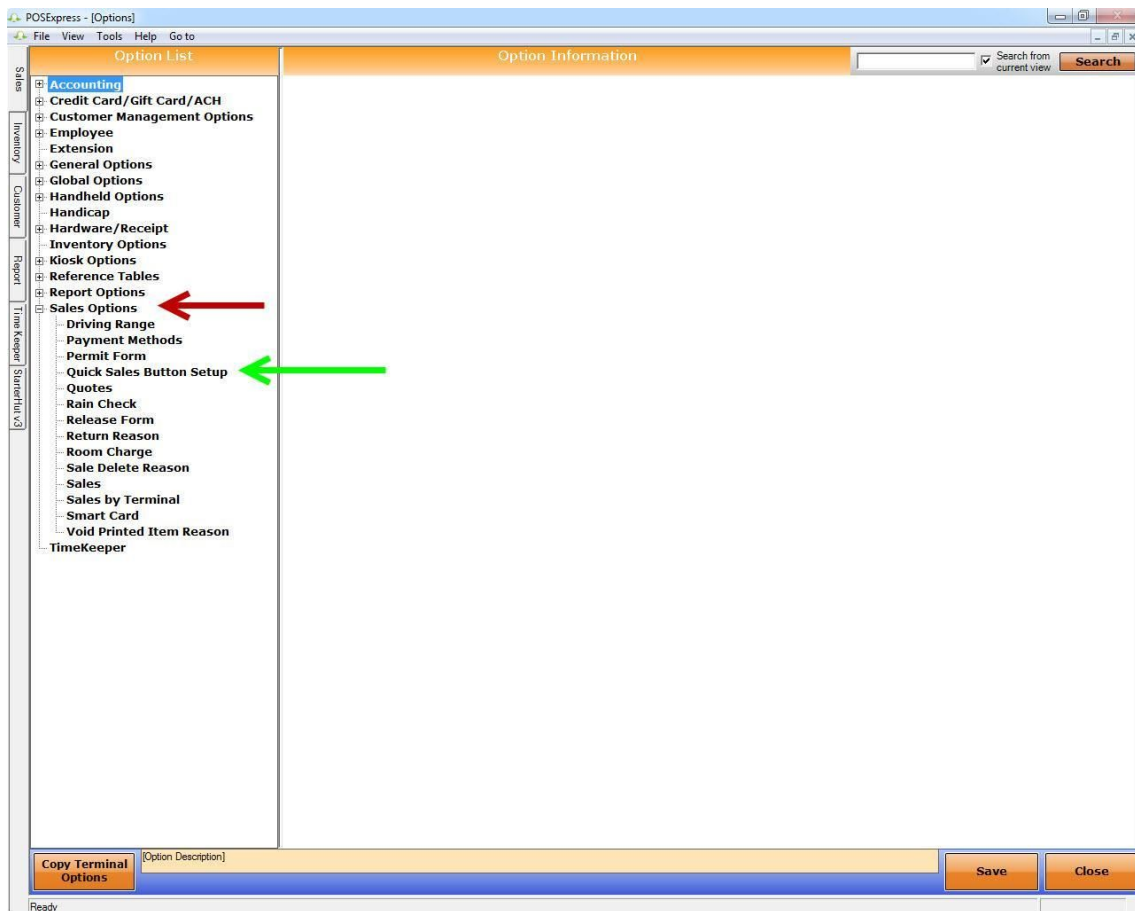 POSExpress - [Options]
File View Tools Help Go to
Option List
Option Information
Search from
current view
Search
Sales
Inventory
Customer
Report
TimeKeeper
StarterHut v3
Accounting
Credit Card/Gift Card/ACH
Customer Management Options
Employee
Extension
General Options
Global Options
Handheld Options
Handicap
Hardware/Receipt
Inventory Options
Kiosk Options
Reference Tables
Report Options
Sales Options
Driving Range
Payment Methods
Permit Form
Quick Sales Button Setup
Quotes
Rain Check
Release Form
Return Reason
Room Charge
Sale Delete Reason
Sales
Sales by Terminal
Smart Card
Void Printed Item Reason
TimeKeeper
Copy Terminal
Options
[Option Description]
Save
Close
Ready